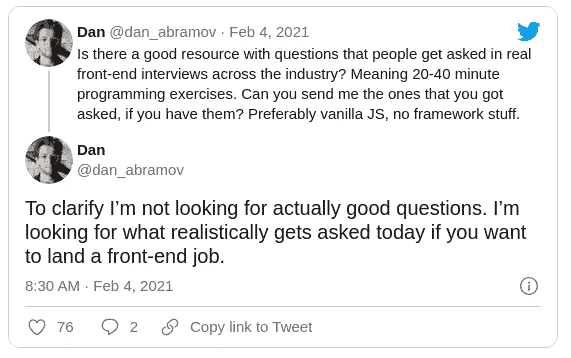 Dan @dan_abramov · Feb 4, 2021
Is there a good resource with questions that people get asked in real
front-end interviews across the industry? Meaning 20-40 minute
programming exercises. Can you send me the ones that you got
asked, if you have them? Preferably vanilla JS, no framework stuff.
Dan
@dan_abramov
To clarify I’m not looking for actually good questions. I’m
looking for what realistically gets asked today if you want
to land a front-end job.
8:30 AM · Feb 4, 2021
76 2 Copy link to Tweet